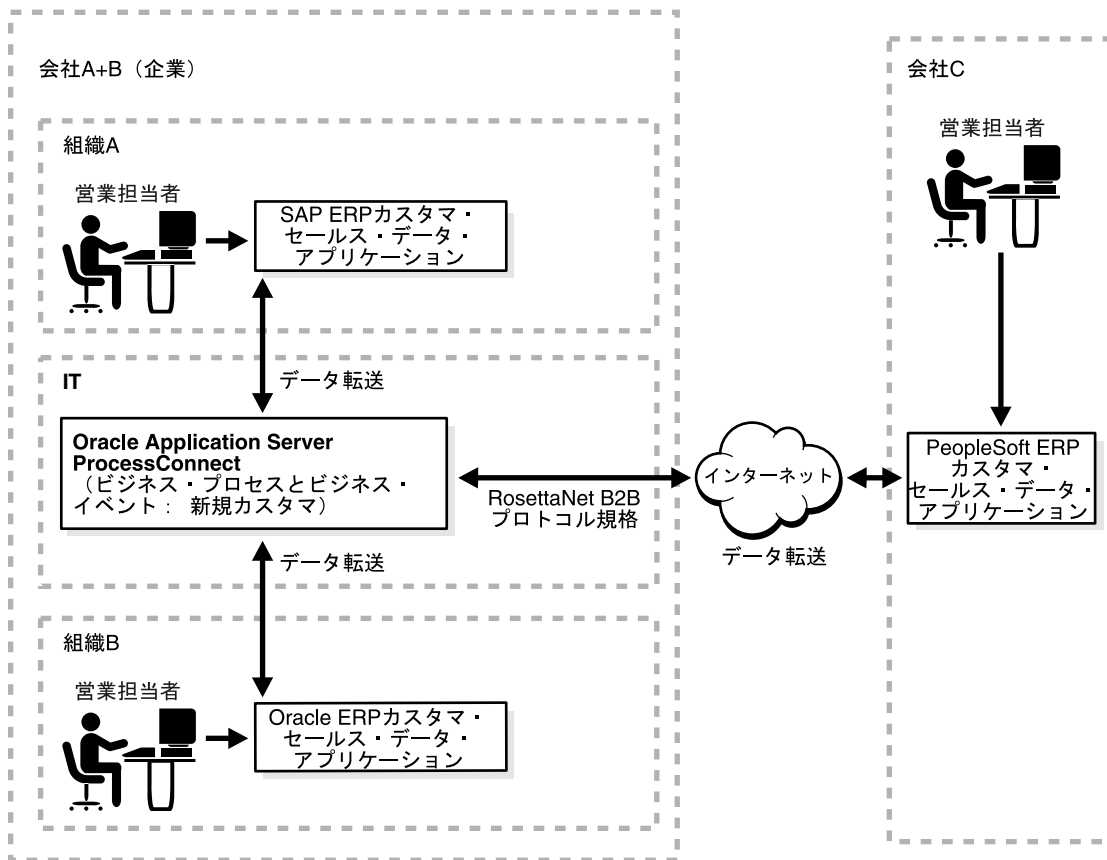 会社A+B（企業）
組織A
営業担当者
SAP ERPカスタマ・
セールス・データ・
アプリケーション
データ転送
IT
Oracle Application Server
ProcessConnect
（ビジネス・プロセスとビジネス・
イベント： 新規カスタマ）
RosettaNet B2B
プロトコル規格
データ転送
組織B
営業担当者
Oracle ERPカスタマ・
セールス・データ・
アプリケーション
インターネット
データ転送
会社C
営業担当者
PeopleSoft ERP
カスタマ・
セールス・データ・
アプリケーション